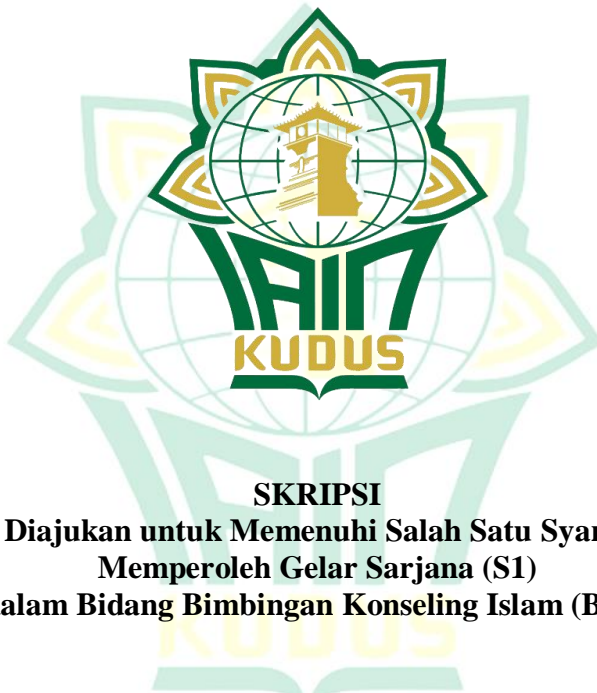 IAIN
KUDUS
SKRIPSI
Diajukan untuk Memenuhi Salah Satu Syar
Memperoleh Gelar Sarjana (S1)
alam Bidang Bimbingan Konseling Islam (B